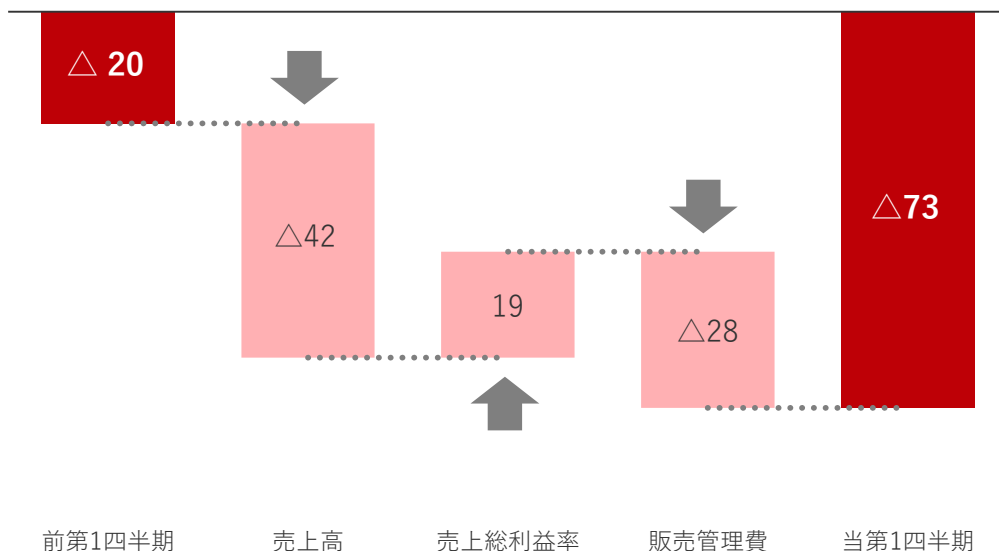 △ 20
△42
19
△28
△73
前第1四半期
売上高
売上総利益率
販売管理費
当第1四半期